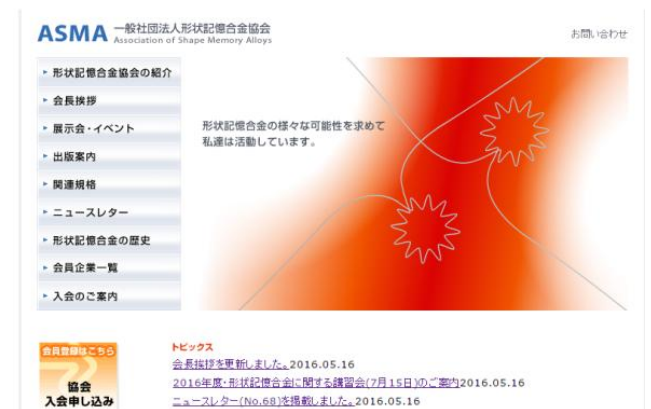 ASMA 一般社団法人形状記憶合金協会
Association of Shape Memory Alloys
お問い合わせ
形状記憶合金協会の紹介
会長挨拶
展示会・イベント
出版案内
関連規格
ニュースレター
形状記憶合金の歴史
会員企業一覧
入会のご案内
形状記憶合金の様々な可能性を求めて
私達は活動しています。
会員登録はこちら
協会
入会申し込み
トピックス
会長挨拶を更新しました。2016.05.16
2016年度・形状記憶合金に関する講習会(7月15日)のご案内2016.05.16
ニュースレター(No.68)を掲載しました。2016.05.16